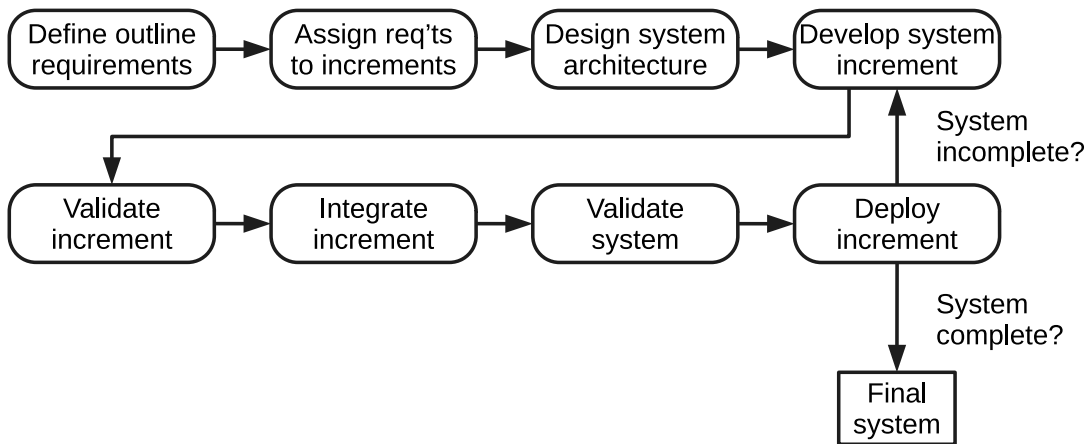 Define outline
requirements
Assign req'ts
to increments
Design system
architecture
Develop system
increment
System
incomplete?
Validate
increment
Integrate
increment
Validate
system
Deploy
increment
System
complete?
Final
system